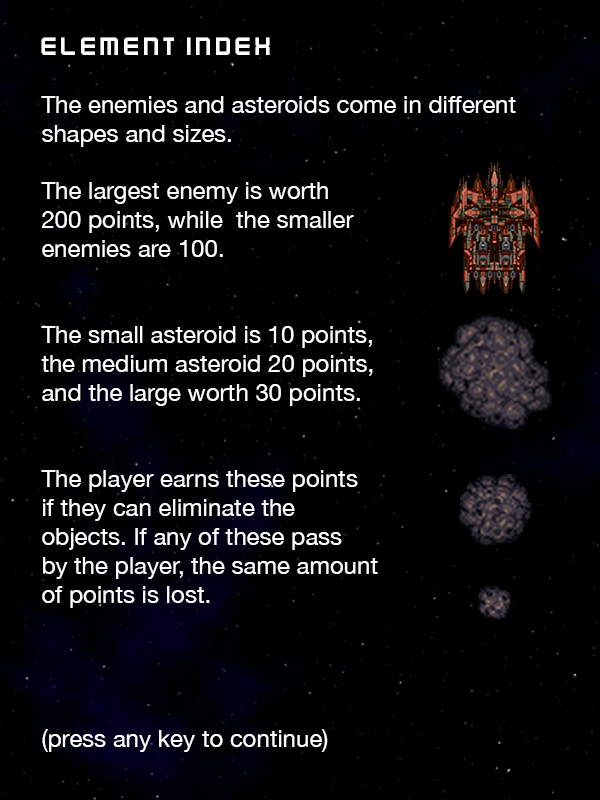 ELEMENT INDEX
The enemies and asteroids come in different
shapes and sizes.
The largest enemy is worth
200 points, while  the smaller
enemies are 100.
The small asteroid is 10 points,
the medium asteroid 20 points,
and the large worth 30 points.
The player earns these points
if they can eliminate the
objects. If any of these pass
by the player, the same amount
of points is lost.
(press any key to continue)